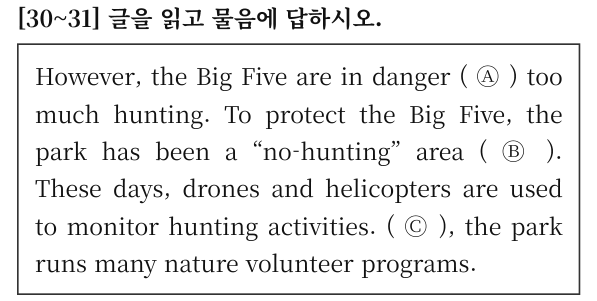 [30~31] 글을 읽고 물음에 답하시오.
However, the Big Five are in danger ( Ⓐ ) too
much hunting. To protect the Big Five, the
park has been a “no-hunting” area ( Ⓑ ).
These days, drones and helicopters are used
to monitor hunting activities. ( Ⓒ ), the park
runs many nature volunteer programs.